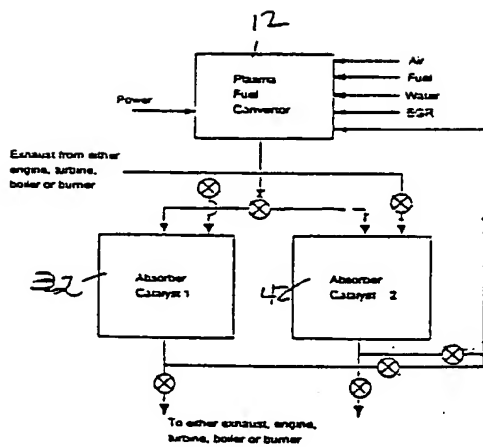 12
Plasma
Fuel
Convertor
Power
Air
Fuel
Water
EGR
Exhaust from either
engine, turbine,
boiler or burner
32
Absorber
Catalyst 1
42
Absorber
Catalyst 2
To either exhaust, engine,
turbine, boiler or burner